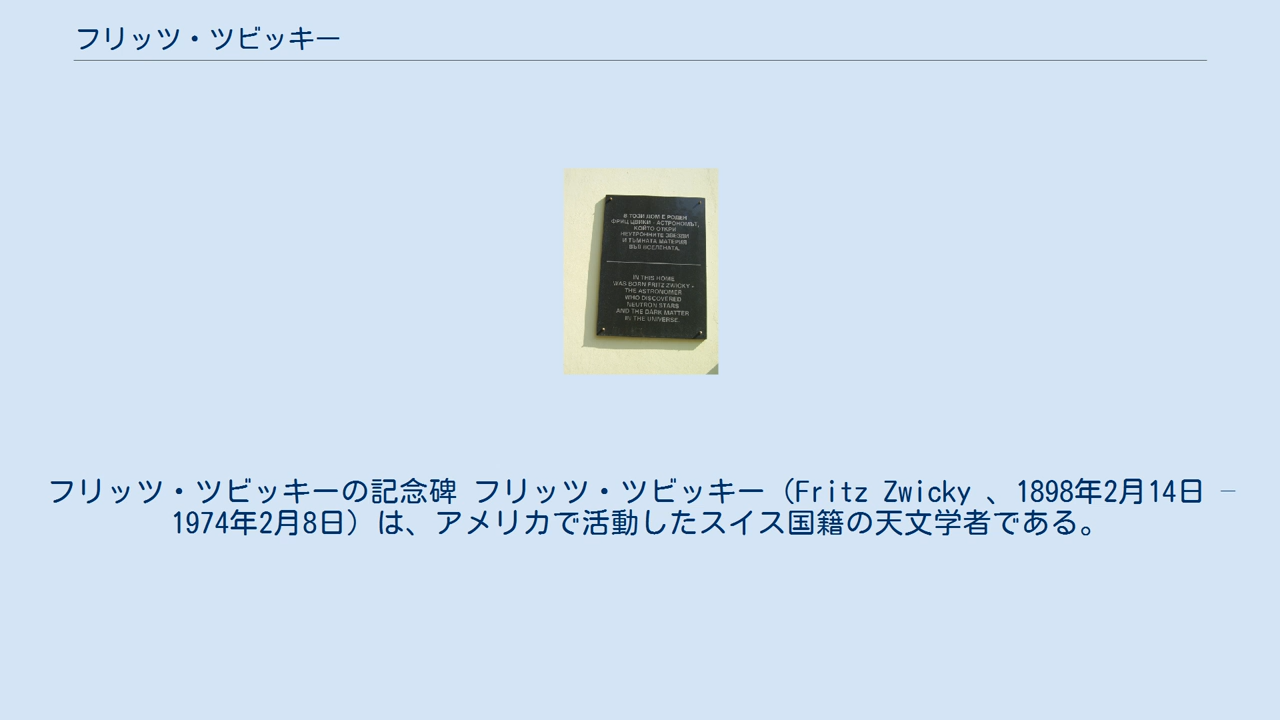 フリッツ・ツビッキー
В ТОЗИ ДОМ Е РОДЕН
ФРИЦ ЦВИКИ - АСТРОНОМЪТ,
КОЙТО ОТКРИ
НЕУТРОННИТЕ ЗВЕЗДИ
И ТЪМНАТА МАТЕРИЯ
ВЪВ ВСЕЛЕНАТА.
IN THIS HOME
WAS BORN FRITZ ZWICKY -
THE ASTRONOMER
WHO DISCOVERED
NEUTRON STARS
AND THE DARK MATTER
IN THE UNIVERSE.
フリッツ・ツビッキーの記念碑 フリッツ・ツビッキー（Fritz Zwicky 、1898年2月14日 –
1974年2月8日）は、アメリカで活動したスイス国籍の天文学者である。